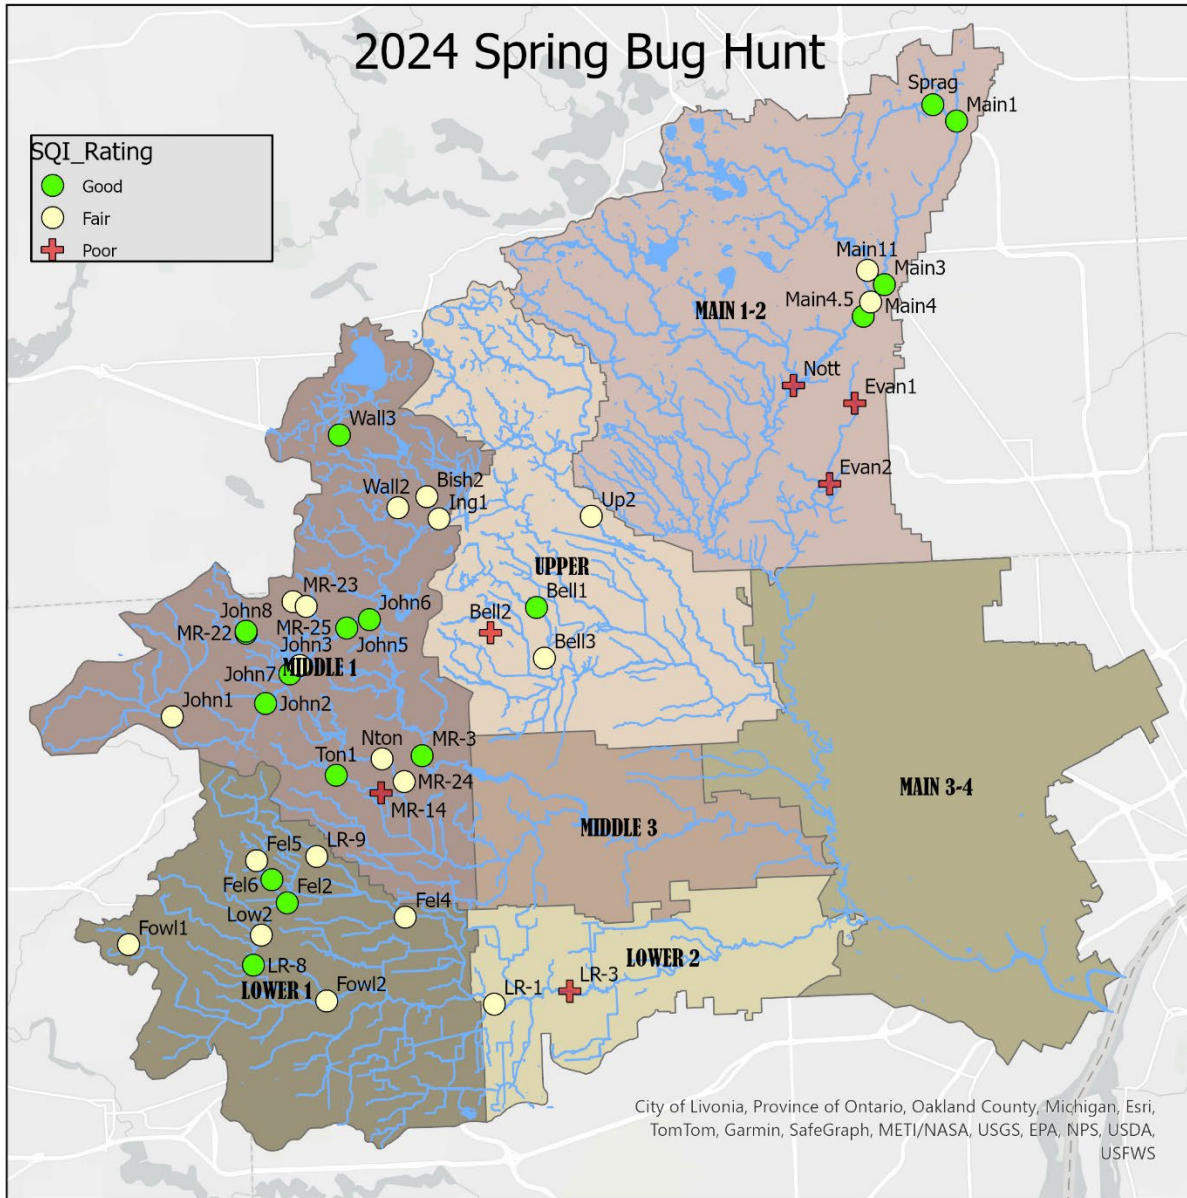 2024 Spring Bug Hunt
SQI_Rating
Good
Fair
Poor
Sprag
Main1
Main11
Main3
Main4.5
Main4
MAIN 1-2
Nott
Evan1
Evan2
Wall3
Wall2
Bish2
Ing1
Up2
UPPER
Bell1
Bell2
Bell3
MR-23
John8
MR-22
MR-25
John6
John5
John3
John7
MIDDLE 1
John1
John2
Nton
MR-3
Ton1
MR-24
MR-14
MAIN 3-4
MIDDLE 3
LR-9
Fel5
Fel6
Fel2
Fel4
Low2
Fowl1
LR-8
LOWER 1
Fowl2
LR-1
LR-3
LOWER 2
City of Livonia, Province of Ontario, Oakland County, Michigan, Esri,
TomTom, Garmin, SafeGraph, METI/NASA, USGS, EPA, NPS, USDA,
USFWS